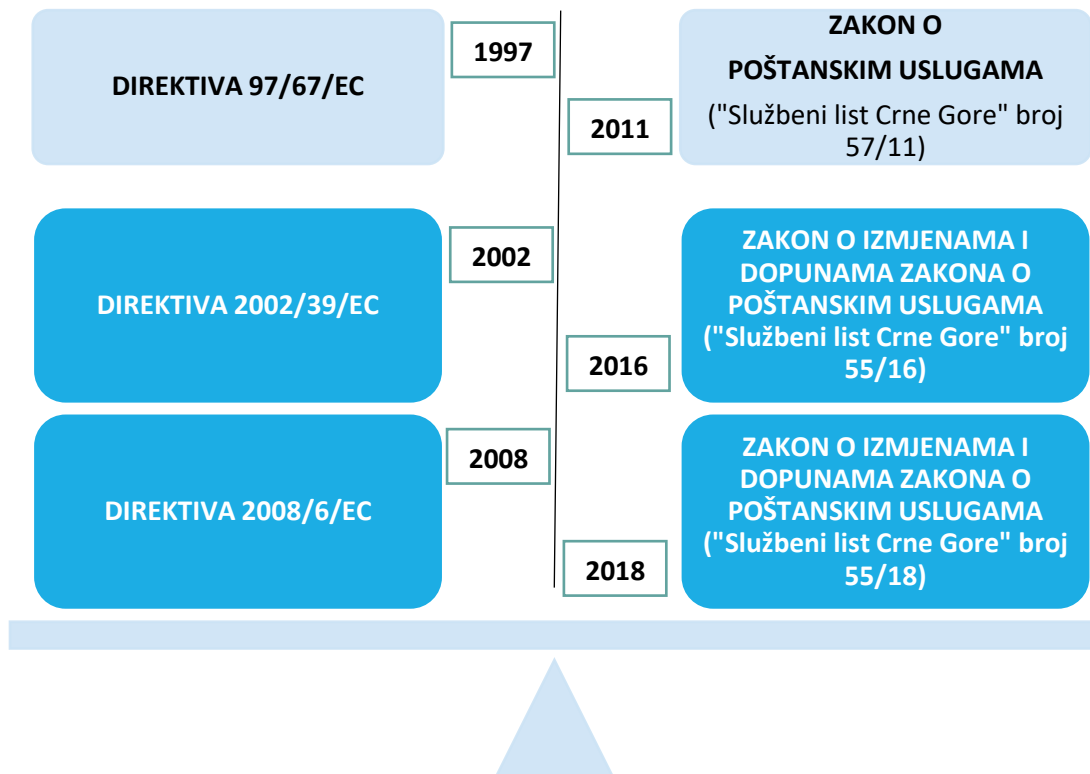 DIREKTIVA 97/67/EC
1997
ZAKON O
POŠTANSKIM USLUGAMA
("Službeni list Crne Gore" broj
57/11)
2011
DIREKTIVA 2002/39/EC
2002
ZAKON O IZMJENAMA I
DOPUNAMA ZAKONA O
POŠTANSKIM USLUGAMA
("Službeni list Crne Gore" broj
55/16)
2016
DIREKTIVA 2008/6/EC
2008
ZAKON O IZMJENAMA I
DOPUNAMA ZAKONA O
POŠTANSKIM USLUGAMA
("Službeni list Crne Gore" broj
55/18)
2018